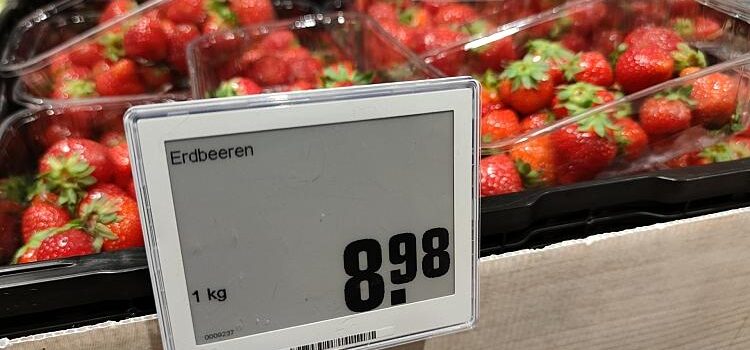 Erdbeeren
8.98
1 kg
0009237